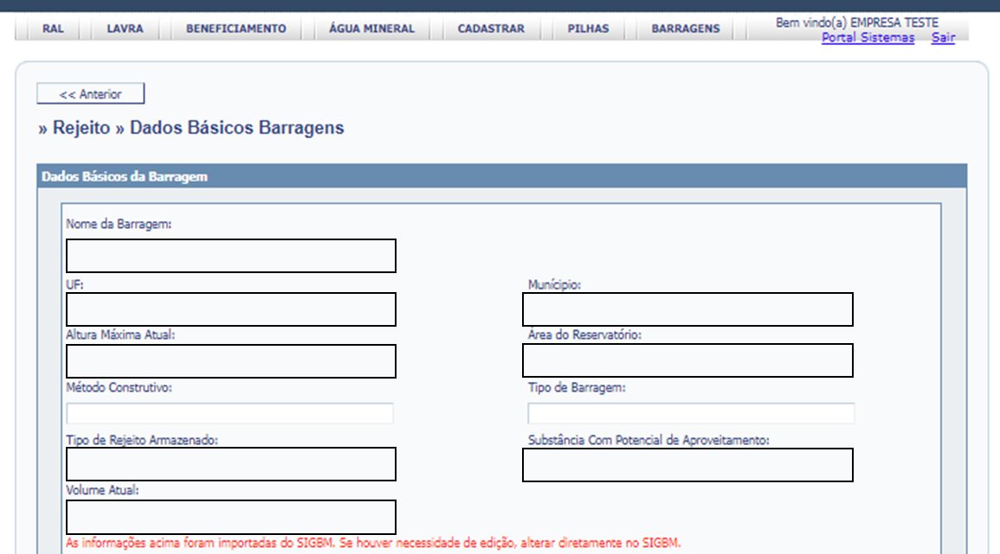 RAL LAVRA BENEFICIAMENTO ÁGUA MINERAL CADASTRAR PILHAS BARRAGENS Bem vindo(a) EMPRESA TESTE
Portal Sistemas Sair
<< Anterior
» Rejeito » Dados Básicos Barragens
Dados Básicos da Barragem
Nome da Barragem:
UF: Munícipio:
Altura Máxima Atual: Área do Reservatório:
Método Construtivo: Tipo de Barragem:
Tipo de Rejeito Armazenado: Substância Com Potencial de Aproveitamento:
Volume Atual:
As informações acima foram importadas do SIGBM. Se houver necessidade de edição, alterar diretamente no SIGBM.